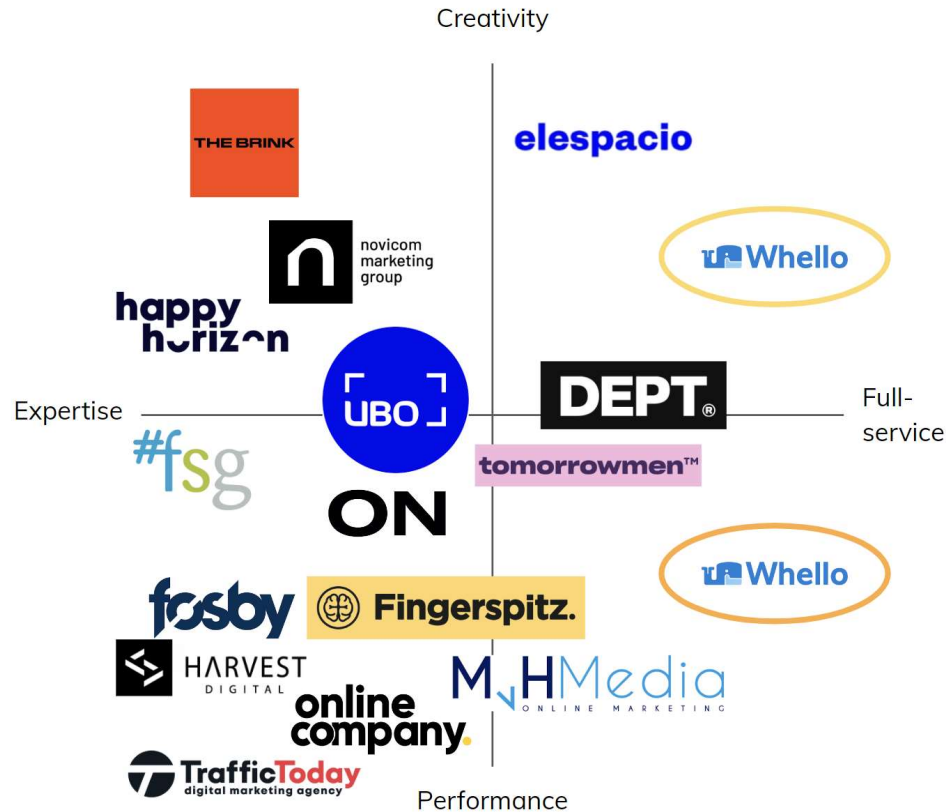 Creativity
THE BRINK
elespacio
novicom
marketing
group
Whello
happy
horizon
UBO
DEPT®
Expertise
Full-
service
#fsg
tomorrowmen™
ON
Whello
fosby
Fingerspitz.
HARVEST
DIGITAL
MvHMedia
ONLINE MARKETING
online
company.
TrafficToday
digital marketing agency
Performance